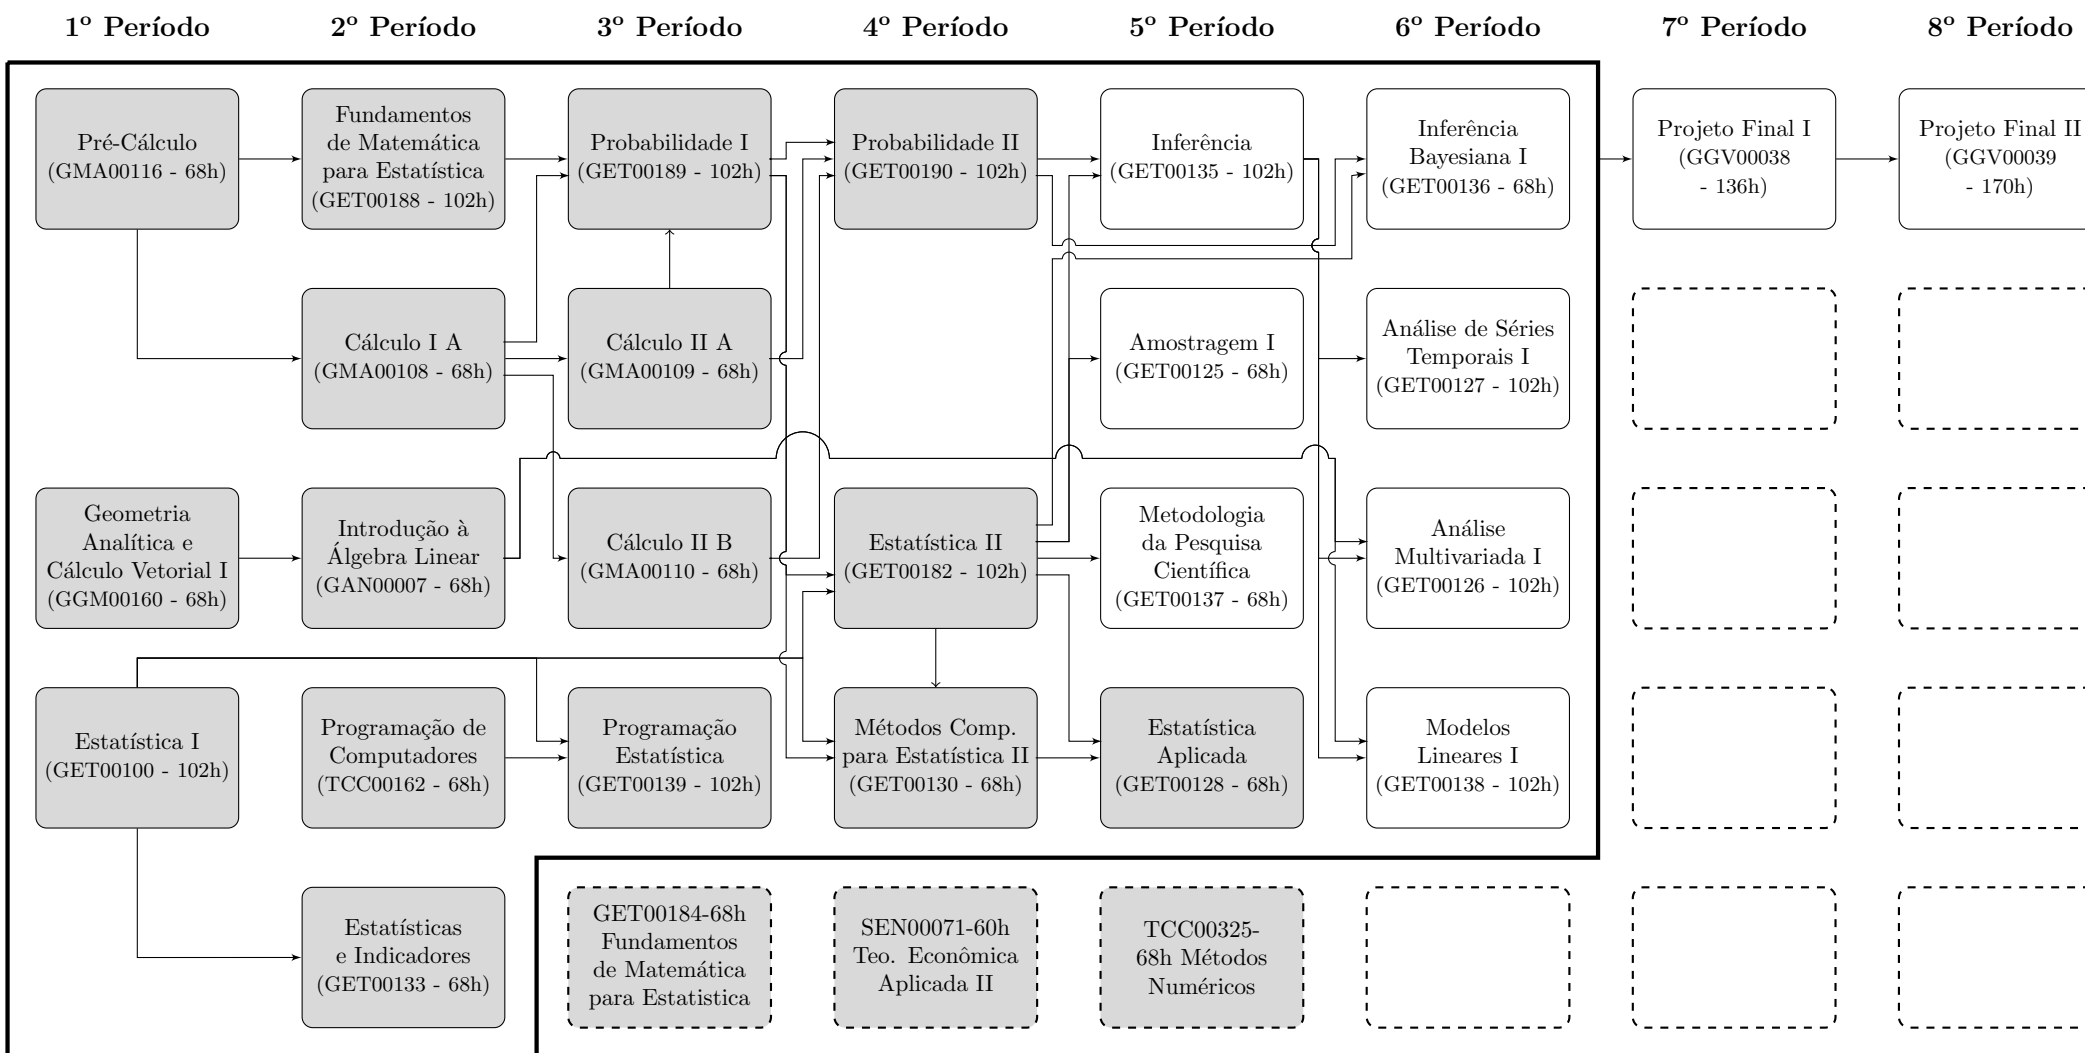 1º Período
2º Período
3º Período
4º Período
5º Período
6º Período
7º Período
8º Período
Pré-Cálculo
(GMA00116 - 68h)
Fundamentos
de Matemática
para Estatística
(GET00188 - 102h)
Probabilidade I
(GET00189 - 102h)
Probabilidade II
(GET00190 - 102h)
Inferência
(GET00135 - 102h)
Inferência
Bayesiana I
(GET00136 - 68h)
Projeto Final I
(GGV00038
- 136h)
Projeto Final II
(GGV00039
- 170h)
Cálculo I A
(GMA00108 - 68h)
Cálculo II A
(GMA00109 - 68h)
Amostragem I
(GET00125 - 68h)
Análise de Séries
Temporais I
(GET00127 - 102h)
Geometria
Analítica e
Cálculo Vetorial I
(GGM00160 - 68h)
Introdução à
Álgebra Linear
(GAN00007 - 68h)
Cálculo II B
(GMA00110 - 68h)
Estatística II
(GET00182 - 102h)
Metodologia
da Pesquisa
Científica
(GET00137 - 68h)
Análise
Multivariada I
(GET00126 - 102h)
Estatística I
(GET00100 - 102h)
Programação de
Computadores
(TCC00162 - 68h)
Programação
Estatística
(GET00139 - 102h)
Métodos Comp.
para Estatística II
(GET00130 - 68h)
Estatística
Aplicada
(GET00128 - 68h)
Modelos
Lineares I
(GET00138 - 102h)
Estatísticas
e Indicadores
(GET00133 - 68h)
GET00184-68h
Fundamentos
de Matemática
para Estatistica
SEN00071-60h
Teo. Econômica
Aplicada II
TCC00325-
68h Métodos
Numéricos